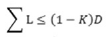 ∑ L ≤ (1 − K)D